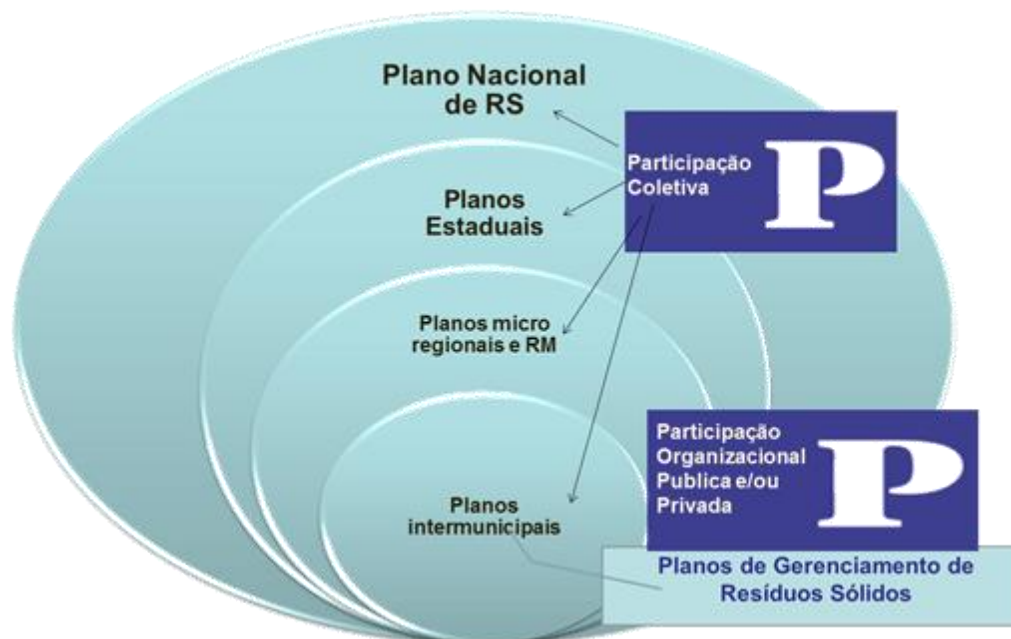 Plano Nacional
de RS
Participação
Coletiva
P
Planos
Estaduais
Planos micro
regionais e RM
Participação
Organizacional
Publica e/ou
Privada
P
Planos
intermunicipais
Planos de Gerenciamento de
Resíduos Sólidos